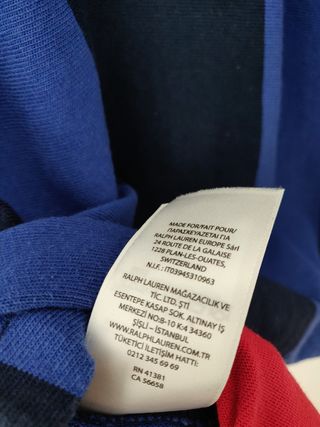 MADE FOR/FAIT POUR/
ΠΑΡΑΣΚΕΥΑΖΕΤΑΙ ΓΙΑ
RALPH LAUREN EUROPE Sàrl
24 ROUTE DE LA GALAISE
1228 PLAN-LES-OUATES,
SWITZERLAND
N.I.F.: IT03945310963
RALPH LAUREN MAĞAZACILIK VE
TİC. LTD. ŞTİ
ESENTEPE KASAP SOK. ALTINAY İŞ
MERKEZİ NO:8-10 K:4 34360
ŞİŞLİ – İSTANBUL
WWW.RALPHLAUREN.COM.TR
TÜKETİCİ İLETİŞİM HATTI:
0212 345 69 69
RN 41381
CA 56658